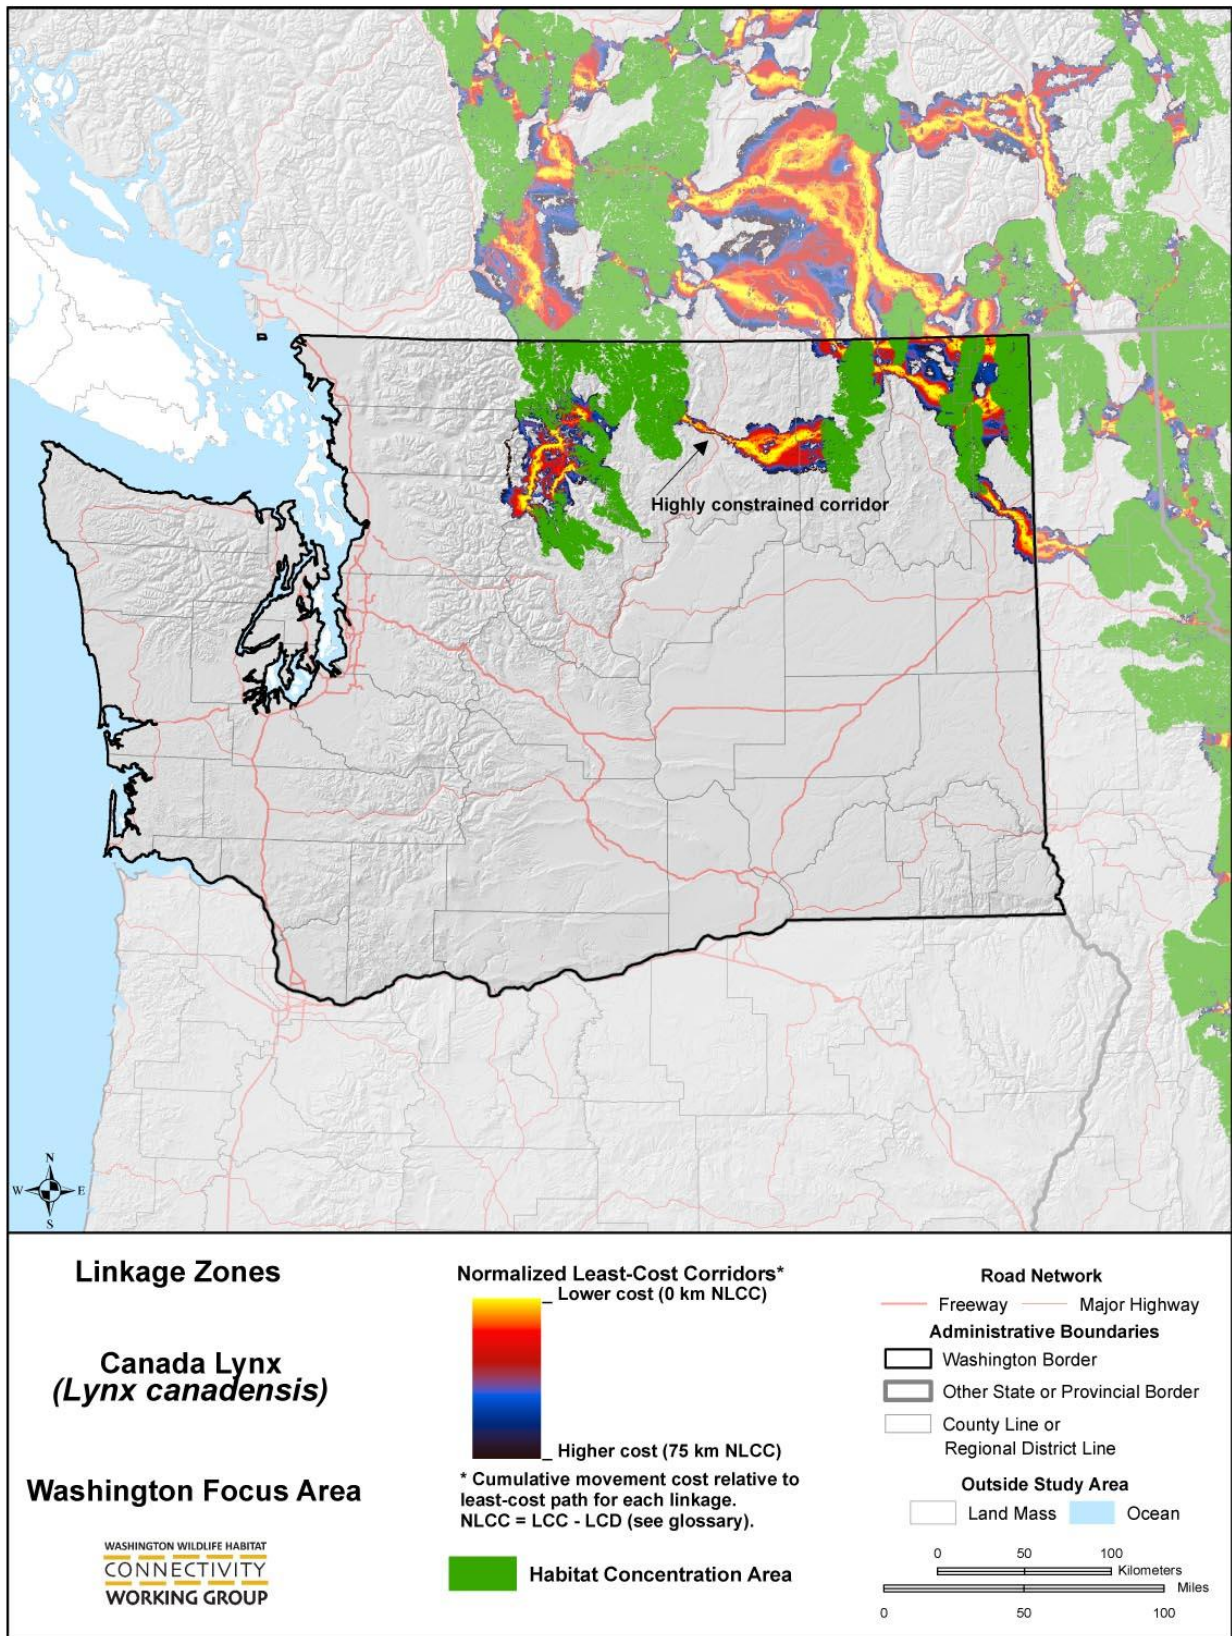 Highly constrained corridor
N
W E
S
Linkage Zones
Canada Lynx
(Lynx canadensis)
Washington Focus Area
WASHINGTON WILDLIFE HABITAT
CONNECTIVITY
WORKING GROUP
Normalized Least-Cost Corridors*
_ Lower cost (0 km NLCC)
_ Higher cost (75 km NLCC)
* Cumulative movement cost relative to
least-cost path for each linkage.
NLCC = LCC - LCD (see glossary).
Habitat Concentration Area
Road Network
Freeway Major Highway
Administrative Boundaries
Washington Border
Other State or Provincial Border
County Line or
Regional District Line
Outside Study Area
Land Mass Ocean
0 50 100
Kilometers
Miles
0 50 100